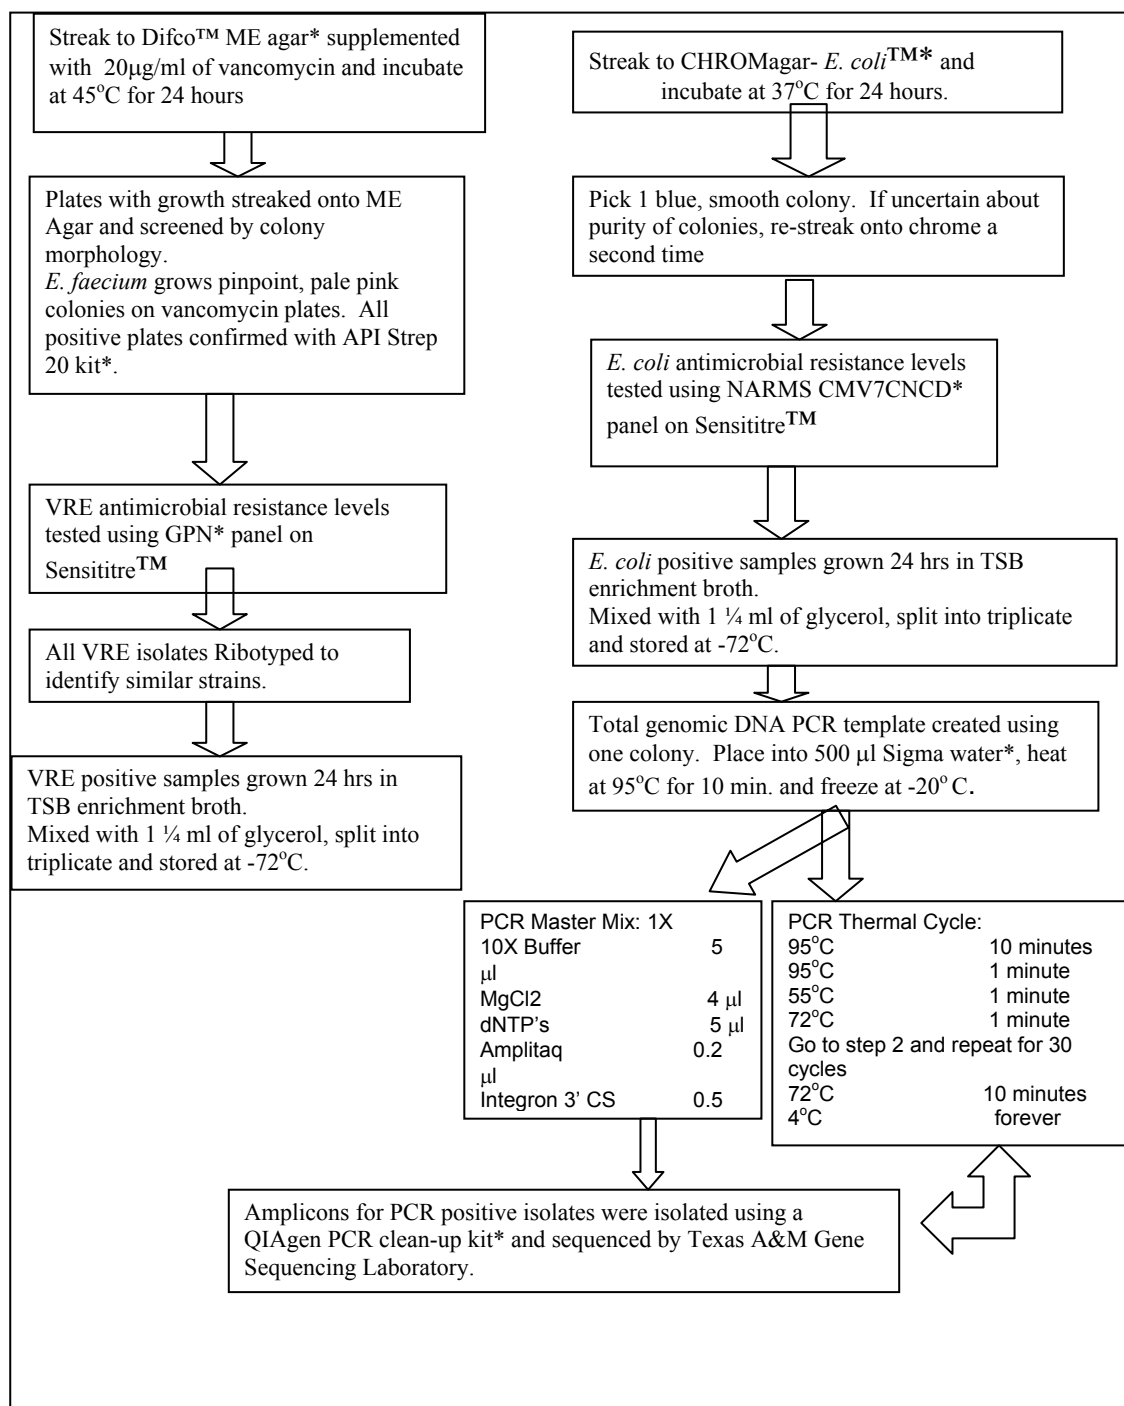 Streak to Difco™ ME agar* supplemented
with 20µg/ml of vancomycin and incubate
at 45°C for 24 hours
Plates with growth streaked onto ME
Agar and screened by colony
morphology.
E. faecium grows pinpoint, pale pink
colonies on vancomycin plates. All
positive plates confirmed with API Strep
20 kit*.
VRE antimicrobial resistance levels
tested using GPN* panel on
Sensititre™
All VRE isolates Ribotyped to
identify similar strains.
VRE positive samples grown 24 hrs in
TSB enrichment broth.
Mixed with 1 ¼ ml of glycerol, split into
triplicate and stored at -72°C.
Streak to CHROMagar- E. coli™* and
incubate at 37°C for 24 hours.
Pick 1 blue, smooth colony. If uncertain about
purity of colonies, re-streak onto chrome a
second time
E. coli antimicrobial resistance levels
tested using NARMS CMV7CNCD*
panel on Sensititre™
E. coli positive samples grown 24 hrs in TSB
enrichment broth.
Mixed with 1 ¼ ml of glycerol, split into triplicate
and stored at -72°C.
Total genomic DNA PCR template created using
one colony. Place into 500 µl Sigma water*, heat
at 95°C for 10 min. and freeze at -20° C.
PCR Master Mix: 1X
10X Buffer 5
µl
MgCl2 4 µl
dNTP's 5 µl
Amplitaq 0.2
µl
Integron 3' CS 0.5
PCR Thermal Cycle:
95°C 10 minutes
95°C 1 minute
55°C 1 minute
72°C 1 minute
Go to step 2 and repeat for 30
cycles
72°C 10 minutes
4°C forever
Amplicons for PCR positive isolates were isolated using a
QIAgen PCR clean-up kit* and sequenced by Texas A&M Gene
Sequencing Laboratory.